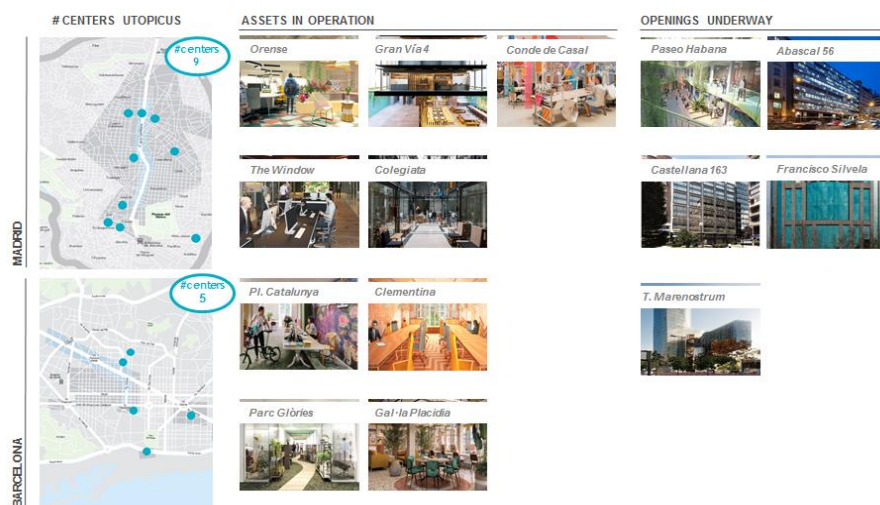 # CENTERS UTOPICUS
ASSETS IN OPERATION
OPENINGS UNDERWAY
MADRID
#centers
9
Orense
Gran Vía 4
Conde de Casal
Paseo Habana
Abascal 56
The Window
Colegiata
Castellana 163
Francisco Silvela
BARCELONA
#centers
5
Pl. Catalunya
Clementina
T. Marenostrum
Parc Glòries
Gal·la Placidia